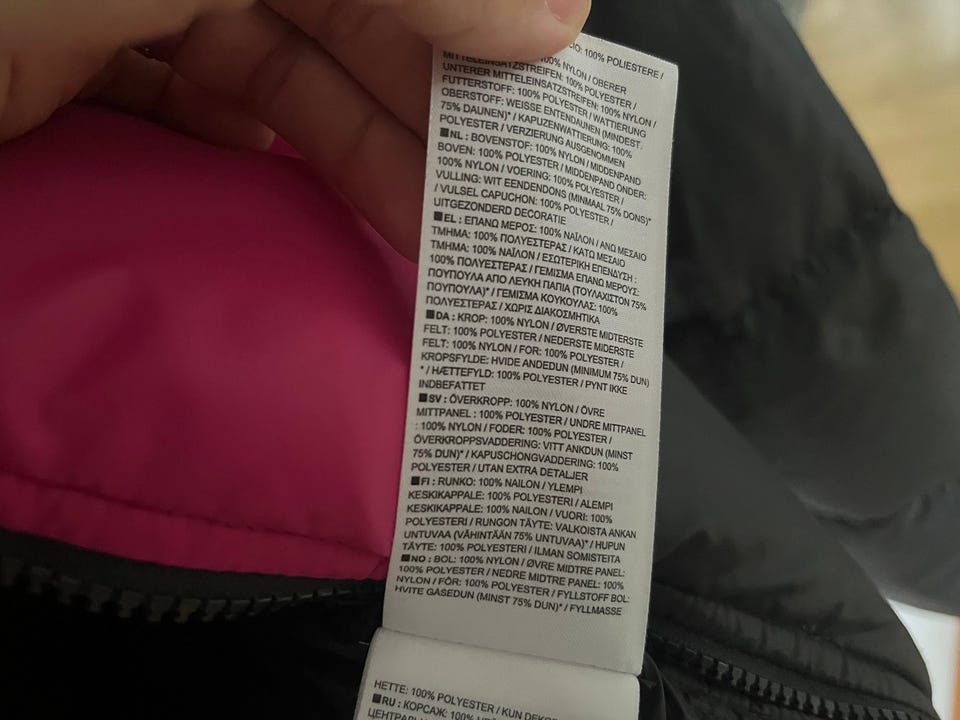 IO: 100% POLIESTERE /
100% NYLON / OBERER
MITTELEINSATZSTREIFEN: 100% POLYESTER /
UNTERER MITTELEINSATZSTREIFEN: 100% NYLON /
FUTTERSTOFF: 100% POLYESTER / WATTIERUNG
OBERSTOFF: WEISSE ENTENDAUNEN (MINDEST.
75% DAUNEN)* / KAPUZENWATTIERUNG: 100%
POLYESTER / VERZIERUNG AUSGENOMMEN
■NL : BOVENSTOF: 100% NYLON / MIDDENPAND
BOVEN: 100% POLYESTER / MIDDENPAND ONDER:
100% NYLON / VOERING: 100% POLYESTER /
VULLING: WIT EENDENDONS (MINIMAAL 75% DONS)*
/ VULSEL CAPUCHON: 100% POLYESTER /
UITGEZONDERD DECORATIE
■EL : ΕΠΑΝΩ ΜΕΡΟΣ: 100% ΝΑΪΛΟΝ / ΑΝΩ ΜΕΣΑΙΟ
ΤΜΗΜΑ: 100% ΠΟΛΥΕΣΤΕΡΑΣ / ΚΑΤΩ ΜΕΣΑΙΟ
ΤΜΗΜΑ: 100% ΝΑΪΛΟΝ / ΕΣΩΤΕΡΙΚΗ ΕΠΕΝΔΥΣΗ :
100% ΠΟΛΥΕΣΤΕΡΑΣ / ΓΕΜΙΣΜΑ ΕΠΑΝΩ ΜΕΡΟΥΣ:
ΠΟΥΠΟΥΛΑ ΑΠΟ ΛΕΥΚΗ ΠΑΠΙΑ (ΤΟΥΛΑΧΙΣΤΟΝ 75%
ΠΟΥΠΟΥΛΑ)* / ΓΕΜΙΣΜΑ ΚΟΥΚΟΥΛΑΣ: 100%
ΠΟΛΥΕΣΤΕΡΑΣ / ΧΩΡΙΣ ΔΙΑΚΟΣΜΗΤΙΚΑ
■DA : KROP: 100% NYLON / ØVERSTE MIDTERSTE
FELT: 100% POLYESTER / NEDERSTE MIDERSTE
FELT: 100% NYLON / FOR: 100% POLYESTER /
KROPSFYLDE: HVIDE ANDEDUN (MINIMUM 75% DUN)
* / HÆTTEFYLD: 100% POLYESTER / PYNT IKKE
INDBEFATTET
■SV : ÖVERKROPP: 100% NYLON / ÖVRE
MITTPANEL : 100% POLYESTER / UNDRE MITTPANEL
: 100% NYLON / FODER: 100% POLYESTER /
ÖVERKROPPSVADDERING: VITT ANKDUN (MINST
75% DUN)* / KAPUSCHONGVADDERING: 100%
POLYESTER / UTAN EXTRA DETALJER
■FI : RUNKO: 100% NAILON / YLEMPI
KESKIKAPPALE: 100% POLYESTERI / ALEMPI
KESKIKAPPALE: 100% NAILON / VUORI: 100%
POLYESTERI / RUNGON TÄYTE: VALKOISTA ANKAN
UNTUVAA (VÄHINTÄÄN 75% UNTUVAA)* / HUPUN
TÄYTE: 100% POLYESTERI / ILMAN SOMISTEITA
■NO : BOL: 100% NYLON / ØVRE MIDTRE PANEL:
100% POLYESTER / NEDRE MIDTRE PANEL: 100%
NYLON / FÔR: 100% POLYESTER / FYLLSTOFF BOL:
HVITE GÅSEDUN (MINST 75% DUN)* / FYLLMASSE
HETTE: 100% POLYESTER / KUN DEKOR
■RU : КОРСАЖ: 100%